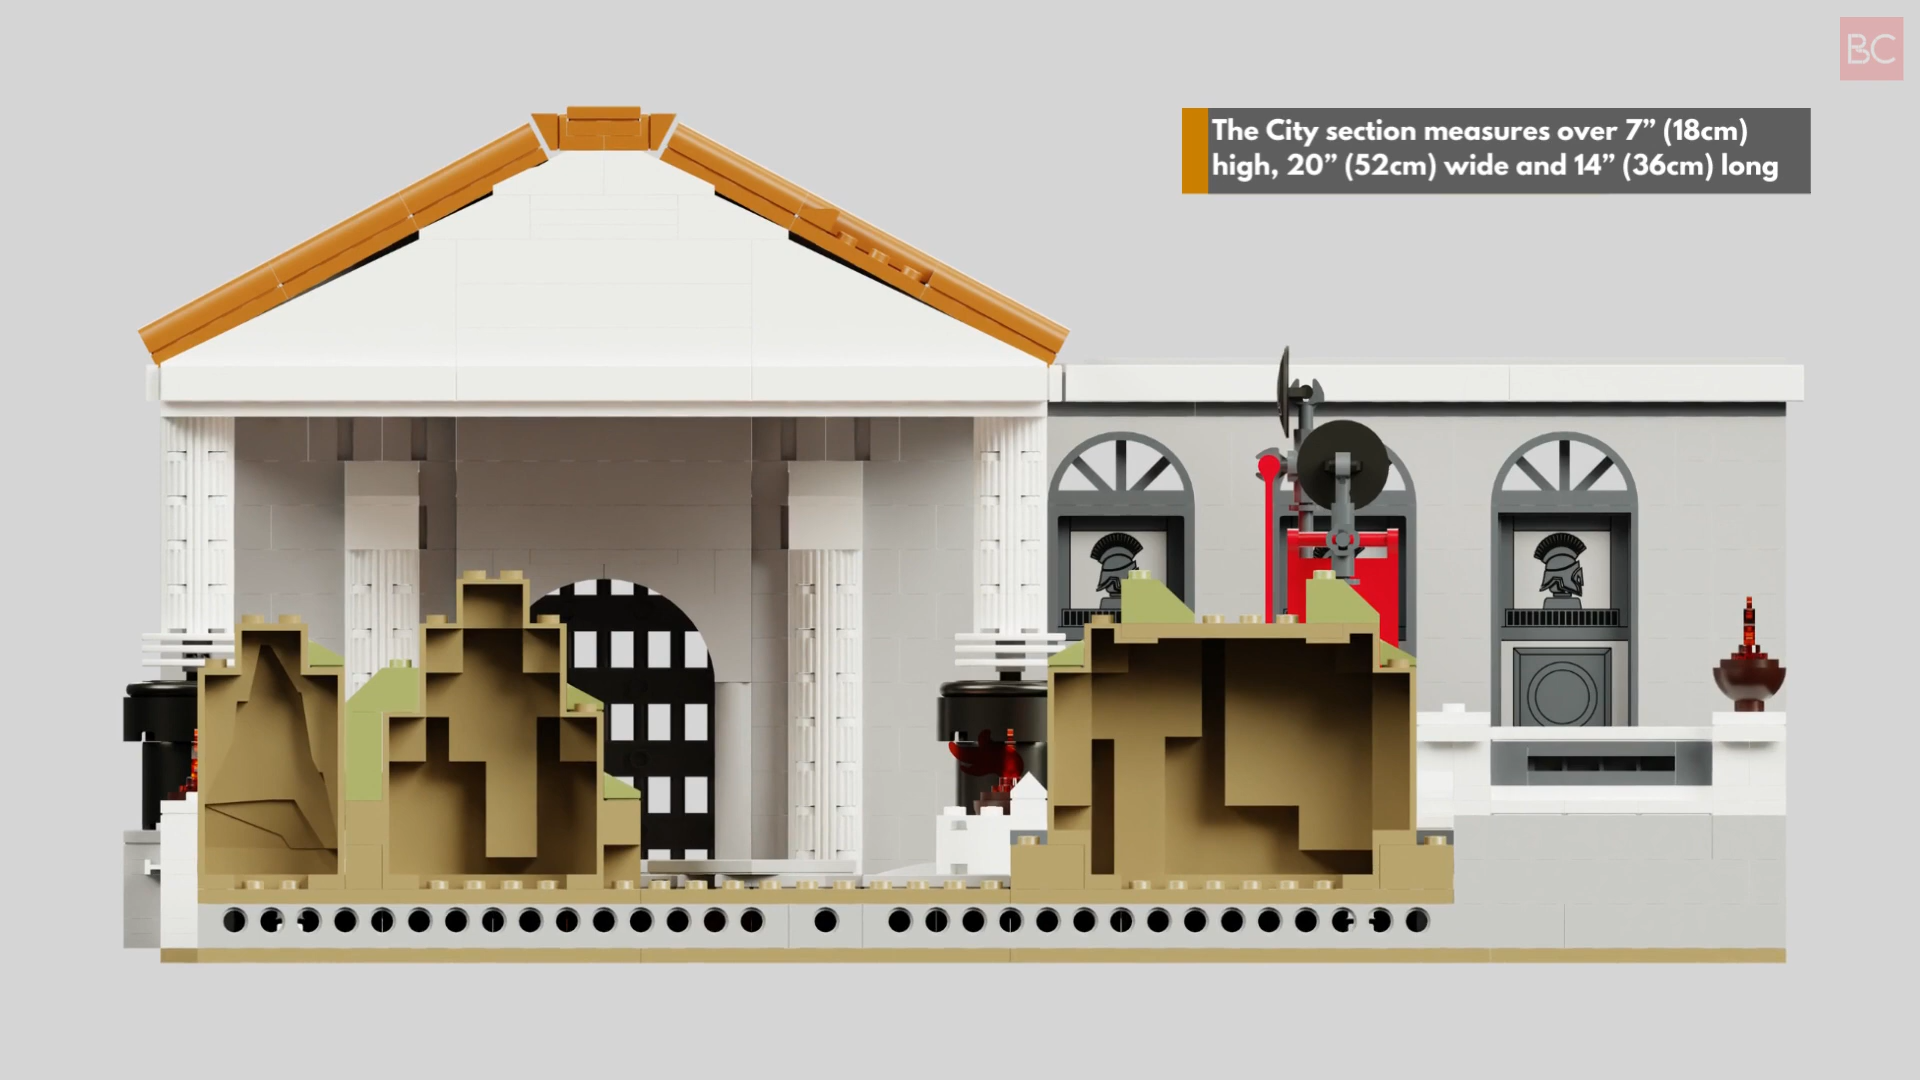 BC
The City section measures over 7” (18cm)
high, 20” (52cm) wide and 14” (36cm) long